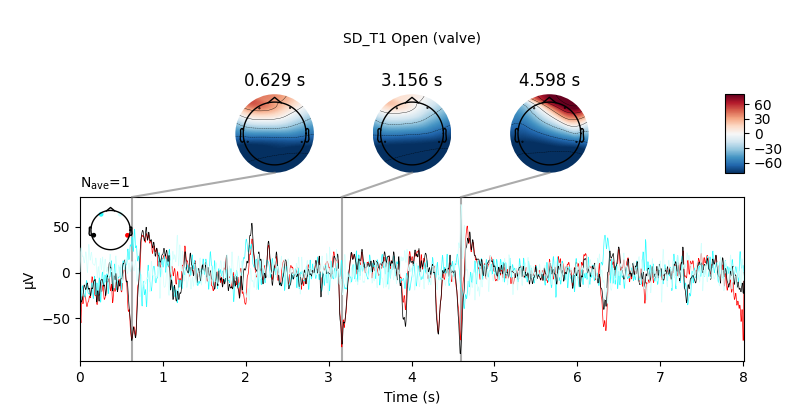 SD_T1 Open (valve)
0.629 s 3.156 s 4.598 s
60
30
0
−30
−60
Nave=1
50
0
−50
µV
0 1 2 3 4 5 6 7 8
Time (s)